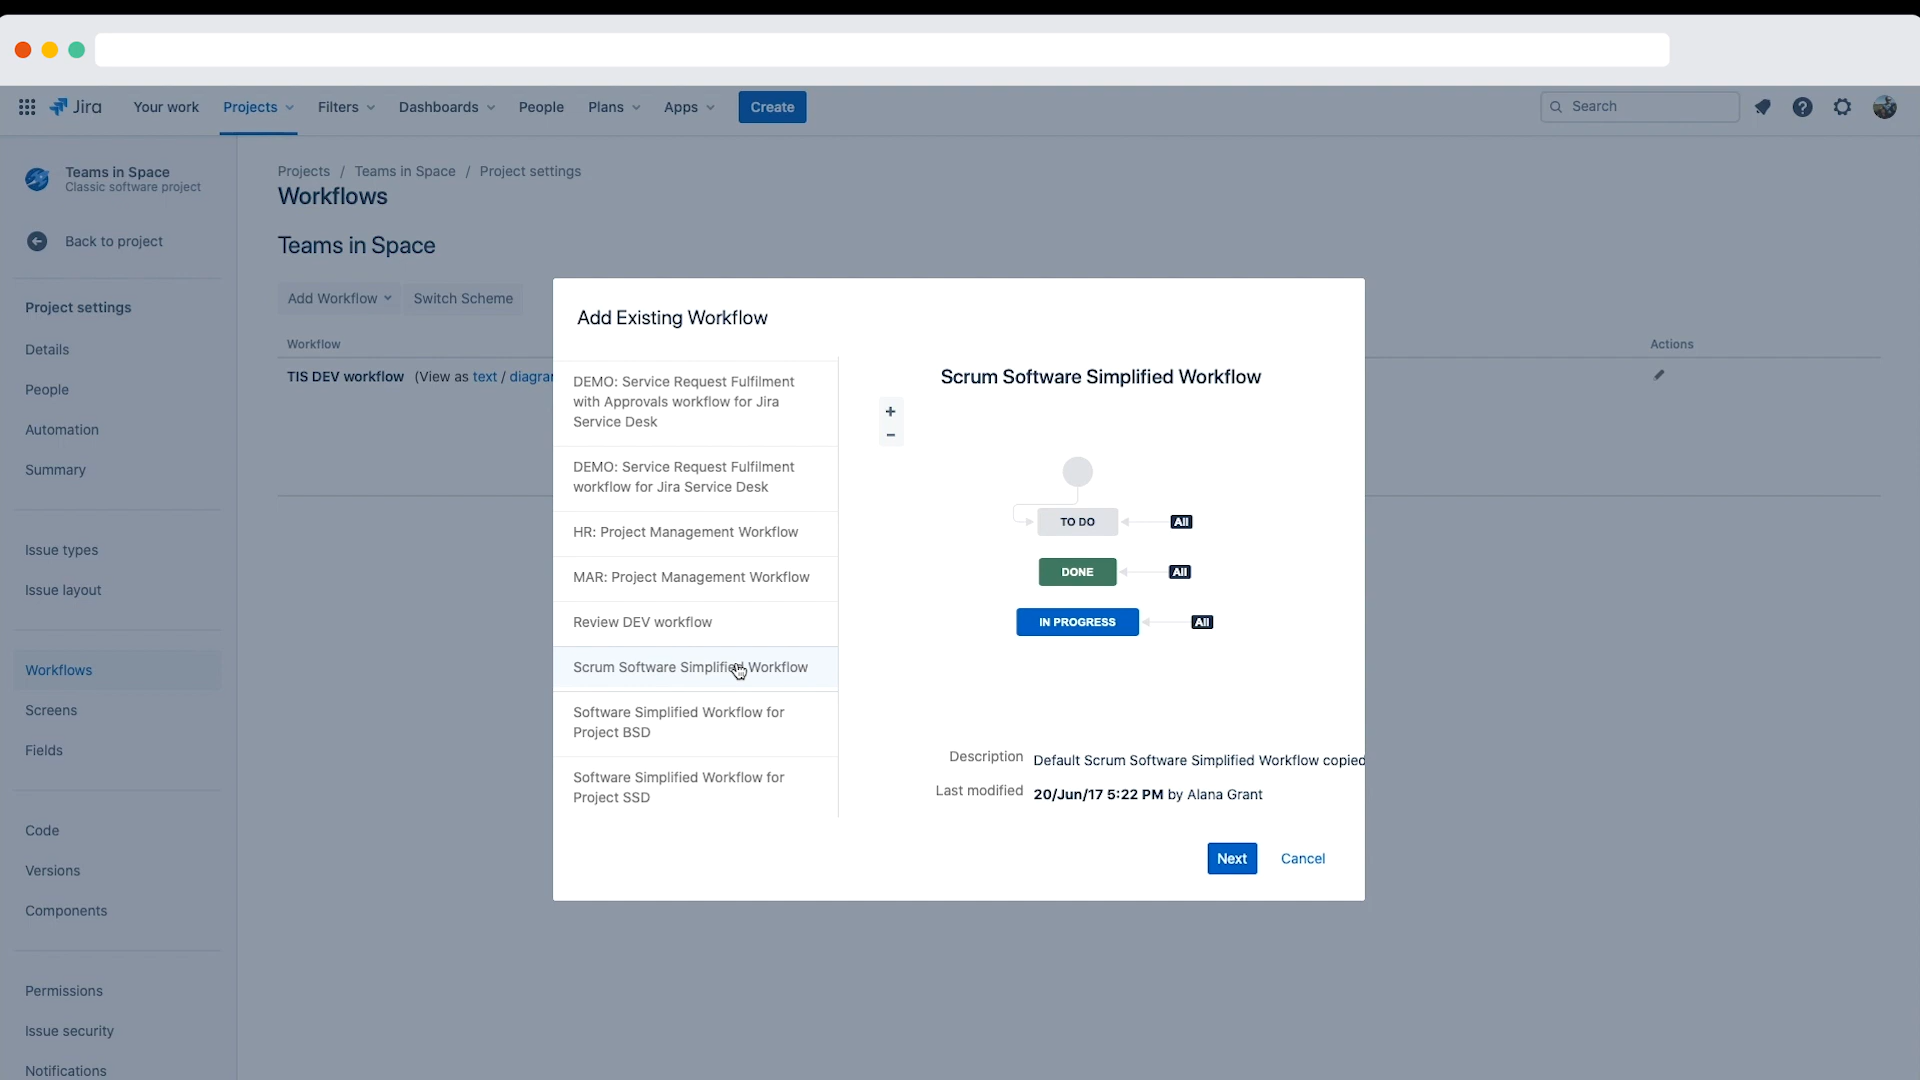 Jira
Your work
Projects
Filters
Dashboards
People
Plans
Apps
Create
Search
Teams in Space
Classic software project
Back to project
Project settings
Details
People
Automation
Summary
Issue types
Issue layout
Workflows
Screens
Fields
Code
Versions
Components
Permissions
Issue security
Notifications
Projects / Teams in Space / Project settings
Workflows
Teams in Space
Add Workflow
Switch Scheme
Workflow
Actions
TIS DEV workflow (View as text / diagra
Add Existing Workflow
DEMO: Service Request Fulfilment
with Approvals workflow for Jira
Service Desk
DEMO: Service Request Fulfilment
workflow for Jira Service Desk
HR: Project Management Workflow
MAR: Project Management Workflow
Review DEV workflow
Scrum Software Simplified Workflow
Software Simplified Workflow for
Project BSD
Software Simplified Workflow for
Project SSD
Scrum Software Simplified Workflow
+
-
TO DO
All
DONE
All
IN PROGRESS
All
Description Default Scrum Software Simplified Workflow copied
Last modified 20/Jun/17 5:22 PM by Alana Grant
Next
Cancel